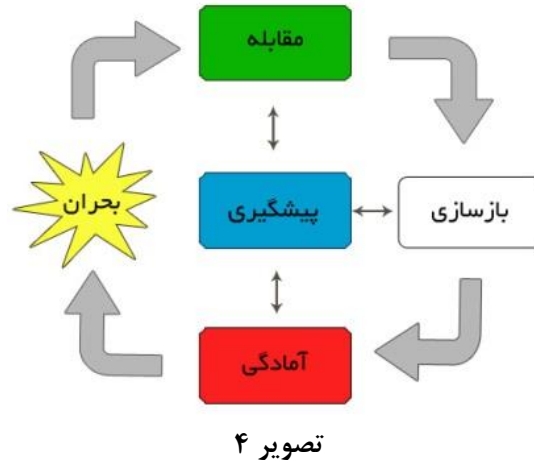 مقابله
بحران
پیشگیری
بازسازی
آمادگی
تصویر ۴